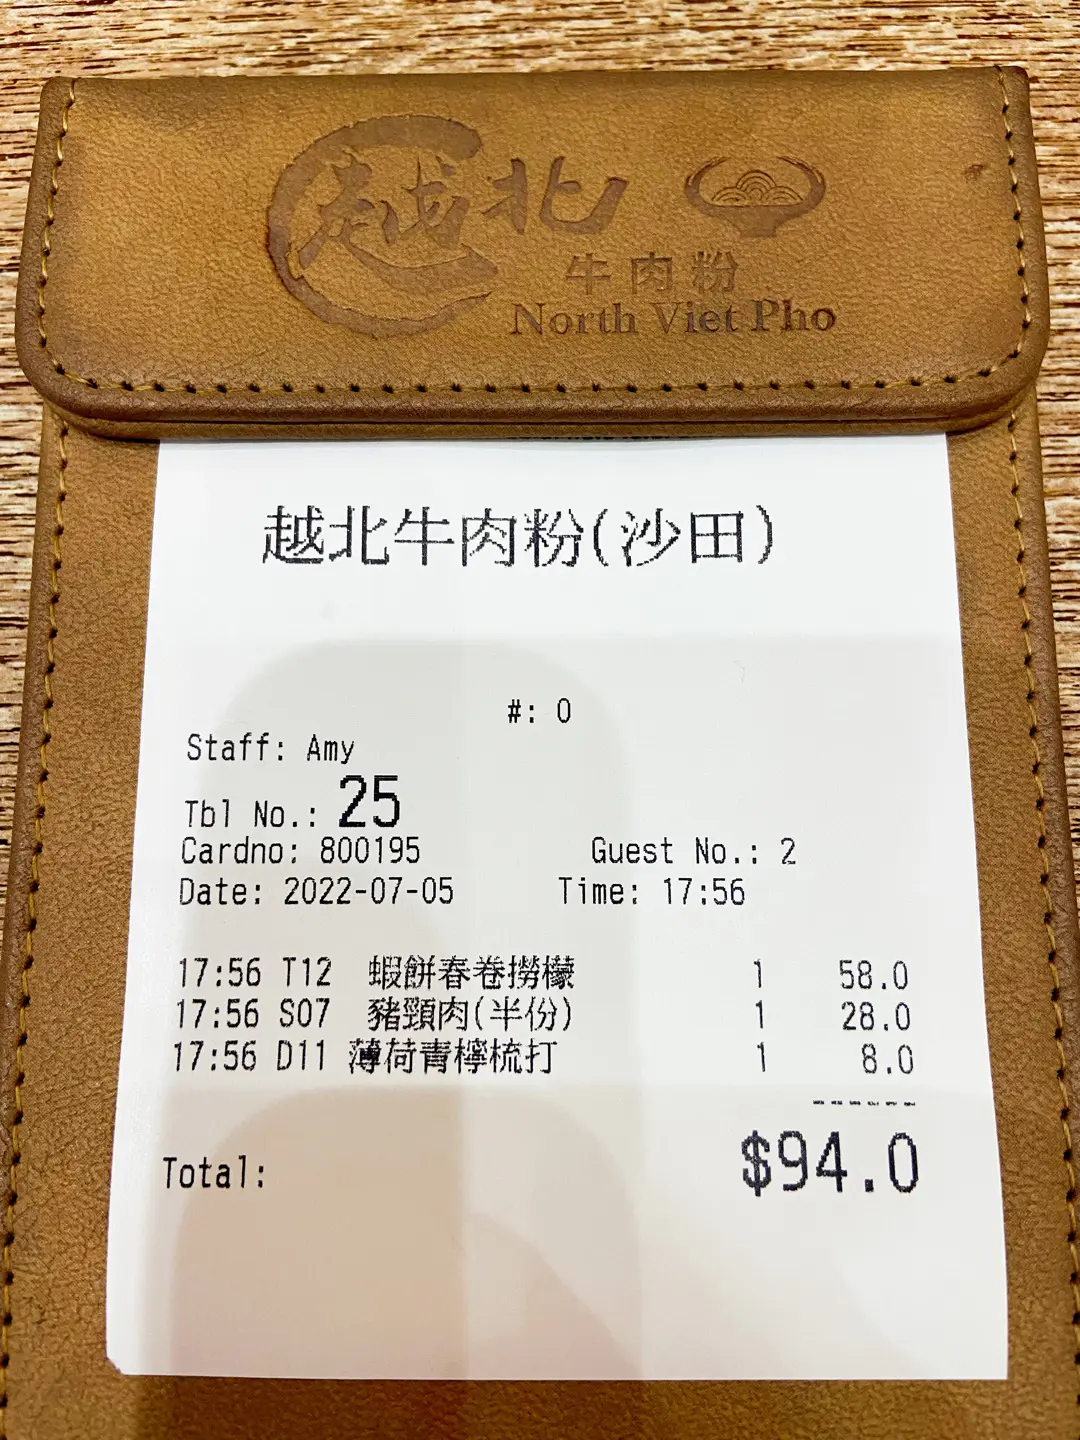 越北
牛肉粉
North Viet Pho
越北牛肉粉(沙田)
#: 0
Staff: Amy
Tbl No.: 25
Cardno: 800195 Guest No.: 2
Date: 2022-07-05 Time: 17:56
17:56 T12 蝦餅春卷撈檬 1 58.0
17:56 S07 豬頸肉(半份) 1 28.0
17:56 D11 薄荷青檸梳打 1 8.0
------
Total: $94.0